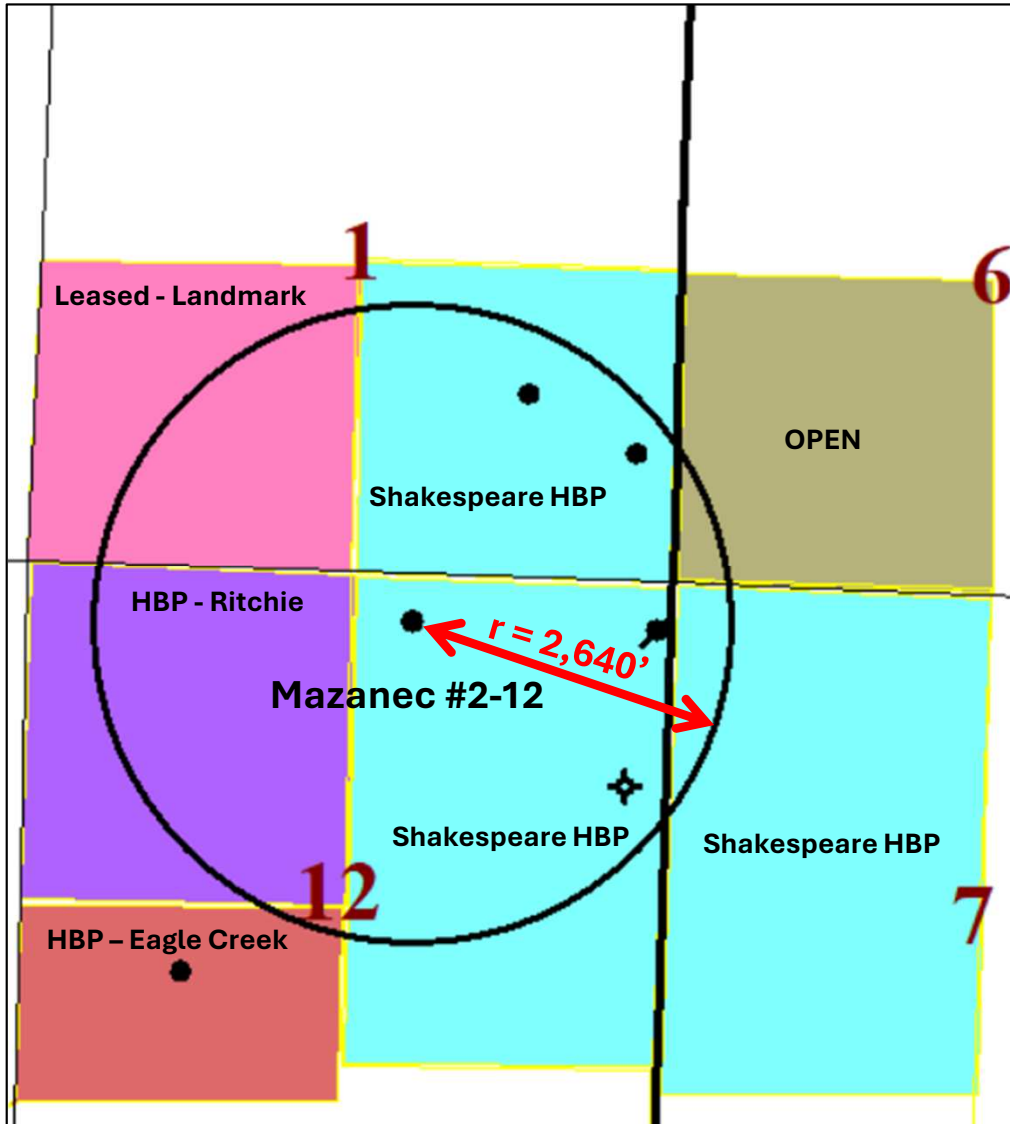 1
6
Leased - Landmark
OPEN
Shakespeare HBP
HBP - Ritchie
r = 2,640’
Mazanec #2-12
Shakespeare HBP
Shakespeare HBP
12
7
HBP – Eagle Creek